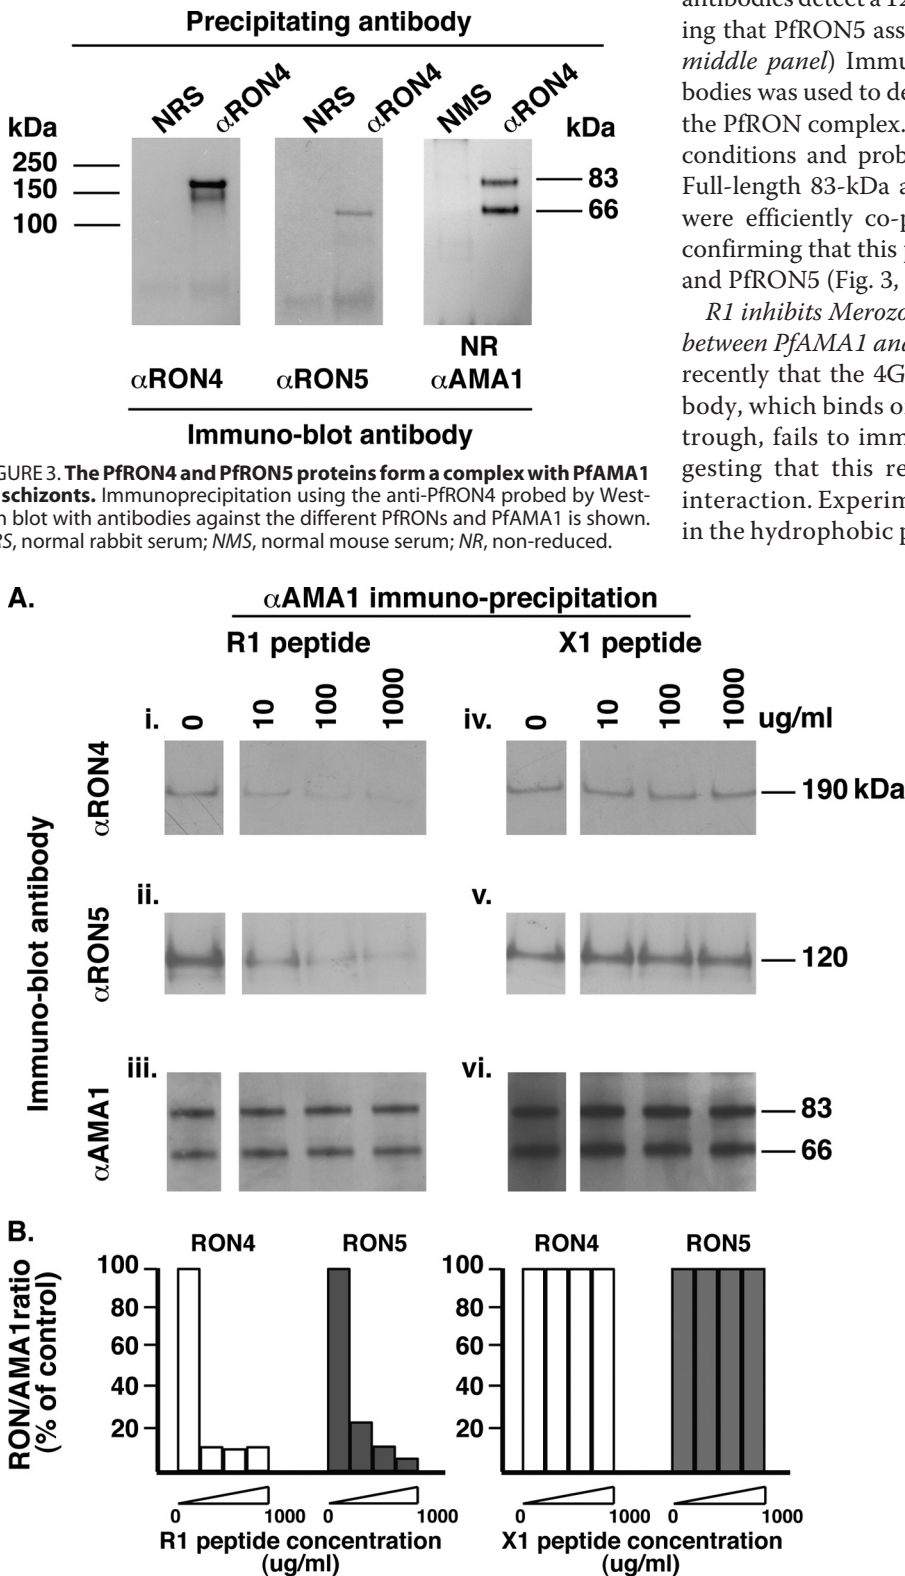 Precipitating antibody
NRS αRON4 NRS αRON4 NMS αRON4
kDa kDa
250
150
100
83
66
NR
αRON4 αRON5 αAMA1
Immuno-blot antibody
GURE 3. The PfRON4 and PfRON5 proteins form a complex with PfAMA1
schizonts. Immunoprecipitation using the anti-PfRON4 probed by West-
n blot with antibodies against the different PfRONs and PfAMA1 is shown.
RS, normal rabbit serum; NMS, normal mouse serum; NR, non-reduced.
antibodies detect a 12
ing that PfRON5 ass
middle panel) Immu
bodies was used to de
the PfRON complex.
conditions and prob
Full-length 83-kDa a
were efficiently co-p
confirming that this p
and PfRON5 (Fig. 3,
R1 inhibits Merozo
between PfAMA1 and
recently that the 4G
body, which binds o
trough, fails to imm
gesting that this re
interaction. Experim
in the hydrophobic p
A.
αAMA1 immuno-precipitation
R1 peptide X1 peptide
i. 0 10 100 1000 iv. 0 10 100 1000 ug/ml
αRON4 190 kDa
ii. v.
αRON5 120
iii. vi.
αAMA1 83
66
Immuno-blot antibody
B.
RON4 RON5 RON4 RON5
RON/AMA1 ratio
(% of control)
100 100
80 80
60 60
40 40
20 20
0 1000 0 1000 0 1000 0 1000
R1 peptide concentration X1 peptide concentration
(ug/ml) (ug/ml)